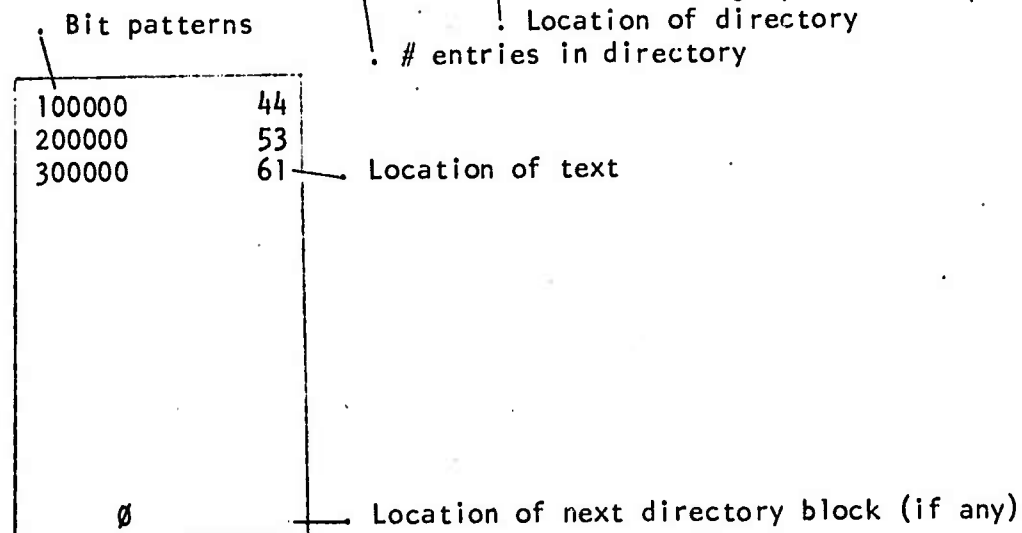 ! Location of directory
. Bit patterns
. # entries in directory
100000 44
200000 53
300000 61 . Location of text
Ø . Location of next directory block (if any)